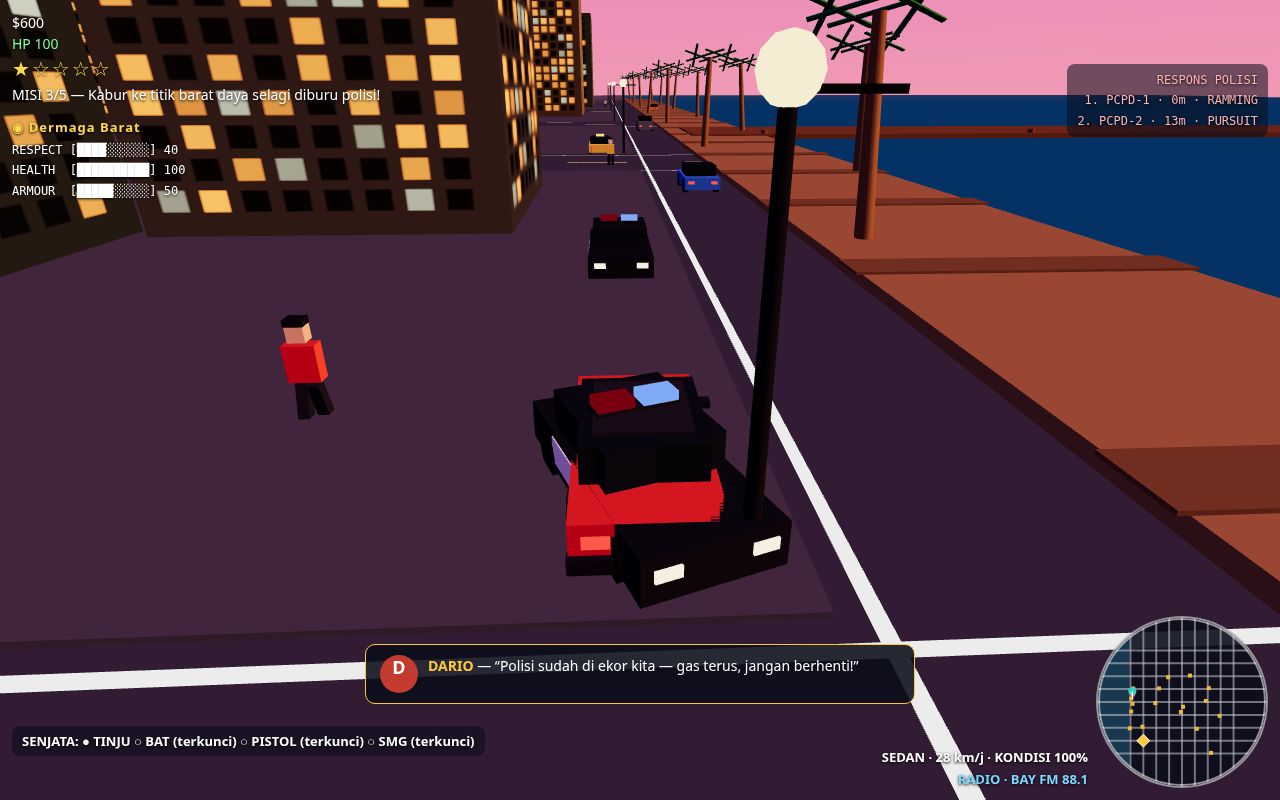 $600
HP 100
★☆☆☆☆
MISI 3/5 — Kabur ke titik barat daya selagi diburu polisi!
◉ Dermaga Barat
RESPECT [████░░░░░░] 40
HEALTH [██████████] 100
ARMOUR [█████░░░░░] 50
RESPONS POLISI
1. PCPD-1 · 0m · RAMMING
2. PCPD-2 · 13m · PURSUIT
D
DARIO — “Polisi sudah di ekor kita — gas terus, jangan berhenti!”
SENJATA: ● TINJU ○ BAT (terkunci) ○ PISTOL (terkunci) ○ SMG (terkunci)
SEDAN · 28 km/j · KONDISI 100%
RADIO · BAY FM 88.1